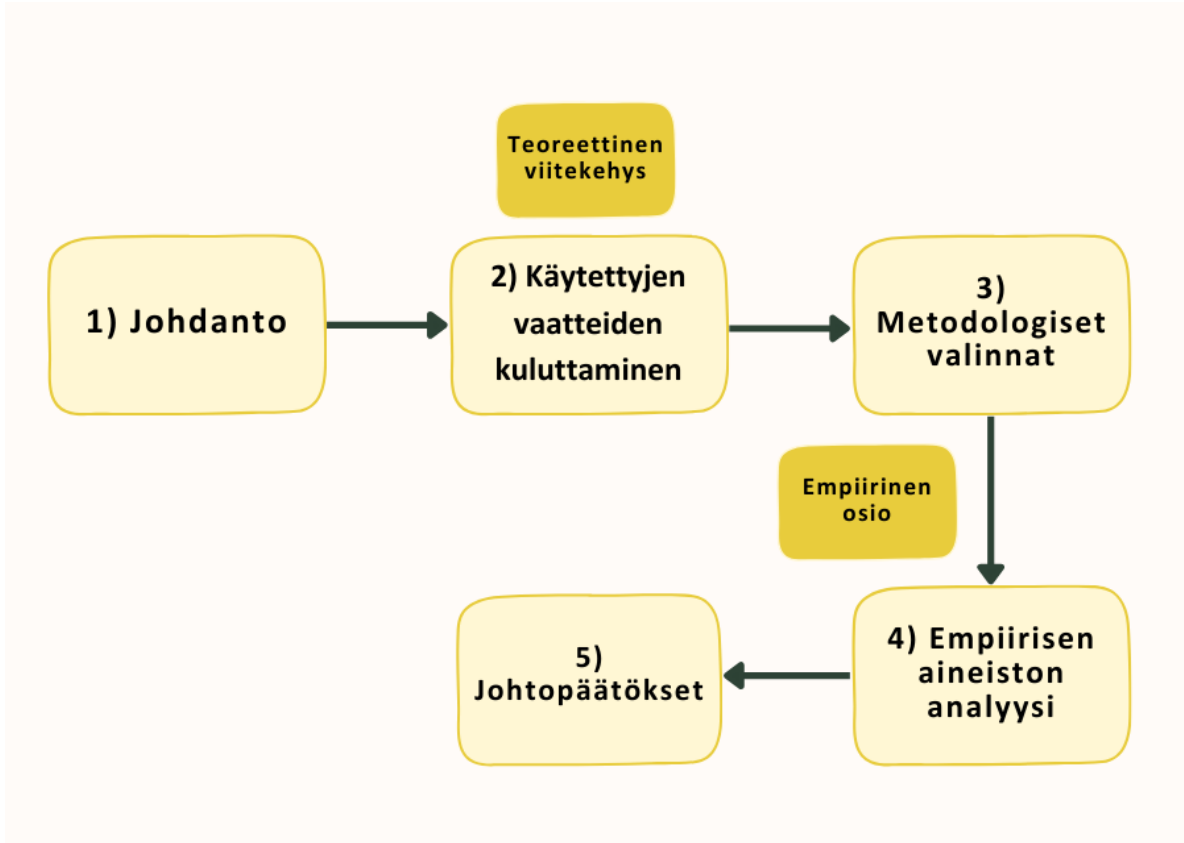 Teoreettinen
viitekehys
1) Johdanto
2) Käytettyjen
vaatteiden
kuluttaminen
3)
Metodologiset
valinnat
Empiirinen
osio
4) Empiirisen
aineiston
analyysi
5)
Johtopäätökset